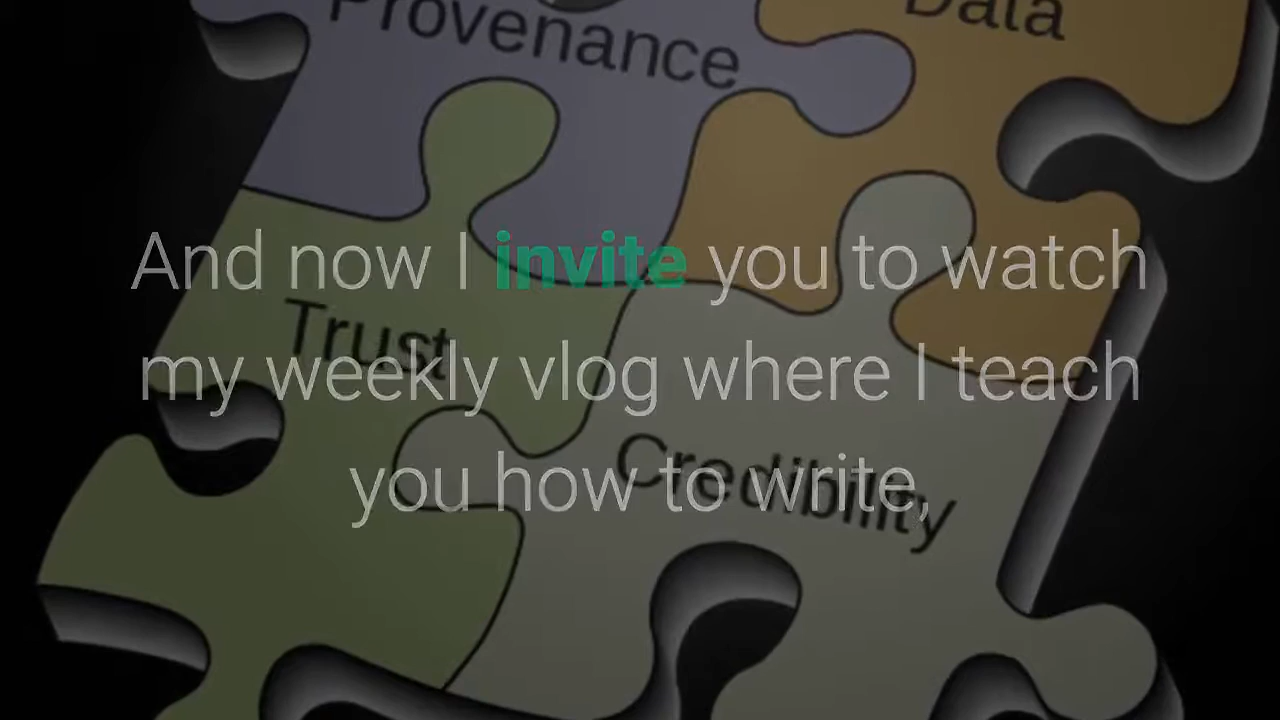 Provenance
Data
And now I invite you to watch
Trust
my weekly vlog where I teach
Credibility
you how to write,